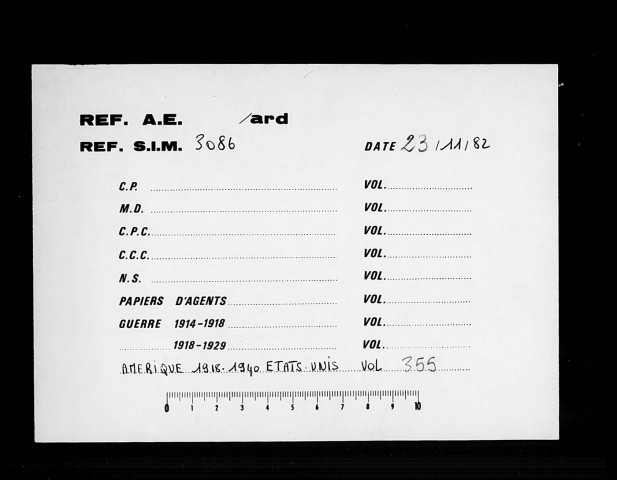 REF. A.E. /ard
REF. S.I.M. 3086 DATE 23/11/82
C.P. VOL.
M.D. VOL.
C.P.C. VOL.
C.C.C. VOL.
N.S. VOL.
PAPIERS D'AGENTS VOL.
GUERRE 1914-1918 VOL.
1918-1929 VOL.
AMERIQUE 1918-1940 ETATS-UNIS VOL 355
0 1 2 3 4 5 6 7 8 9 10